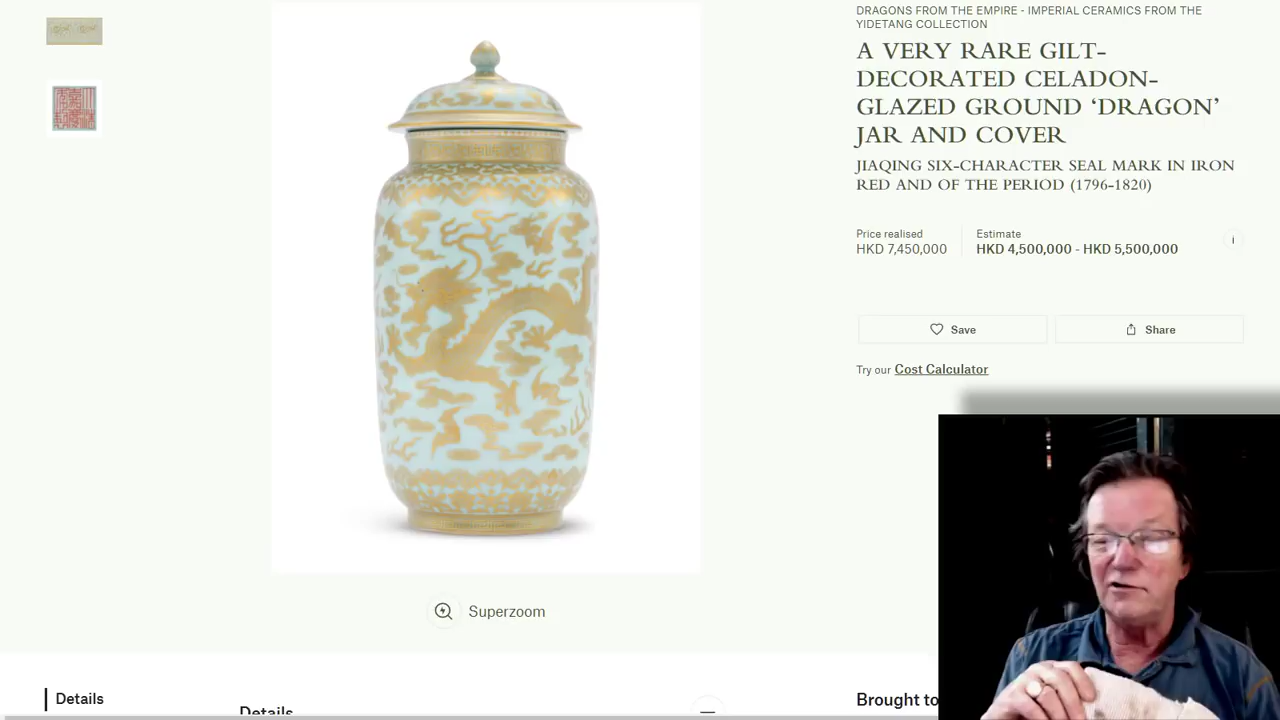 DRAGONS FROM THE EMPIRE - IMPERIAL CERAMICS FROM THE
YIDETANG COLLECTION
A VERY RARE GILT-
DECORATED CELADON-
GLAZED GROUND ‘DRAGON’
JAR AND COVER
JIAQING SIX-CHARACTER SEAL MARK IN IRON
RED AND OF THE PERIOD (1796-1820)
Price realised
HKD 7,450,000
Estimate
HKD 4,500,000 - HKD 5,500,000
i
Save
Share
Try our Cost Calculator
Superzoom
Details
Details
Brought to